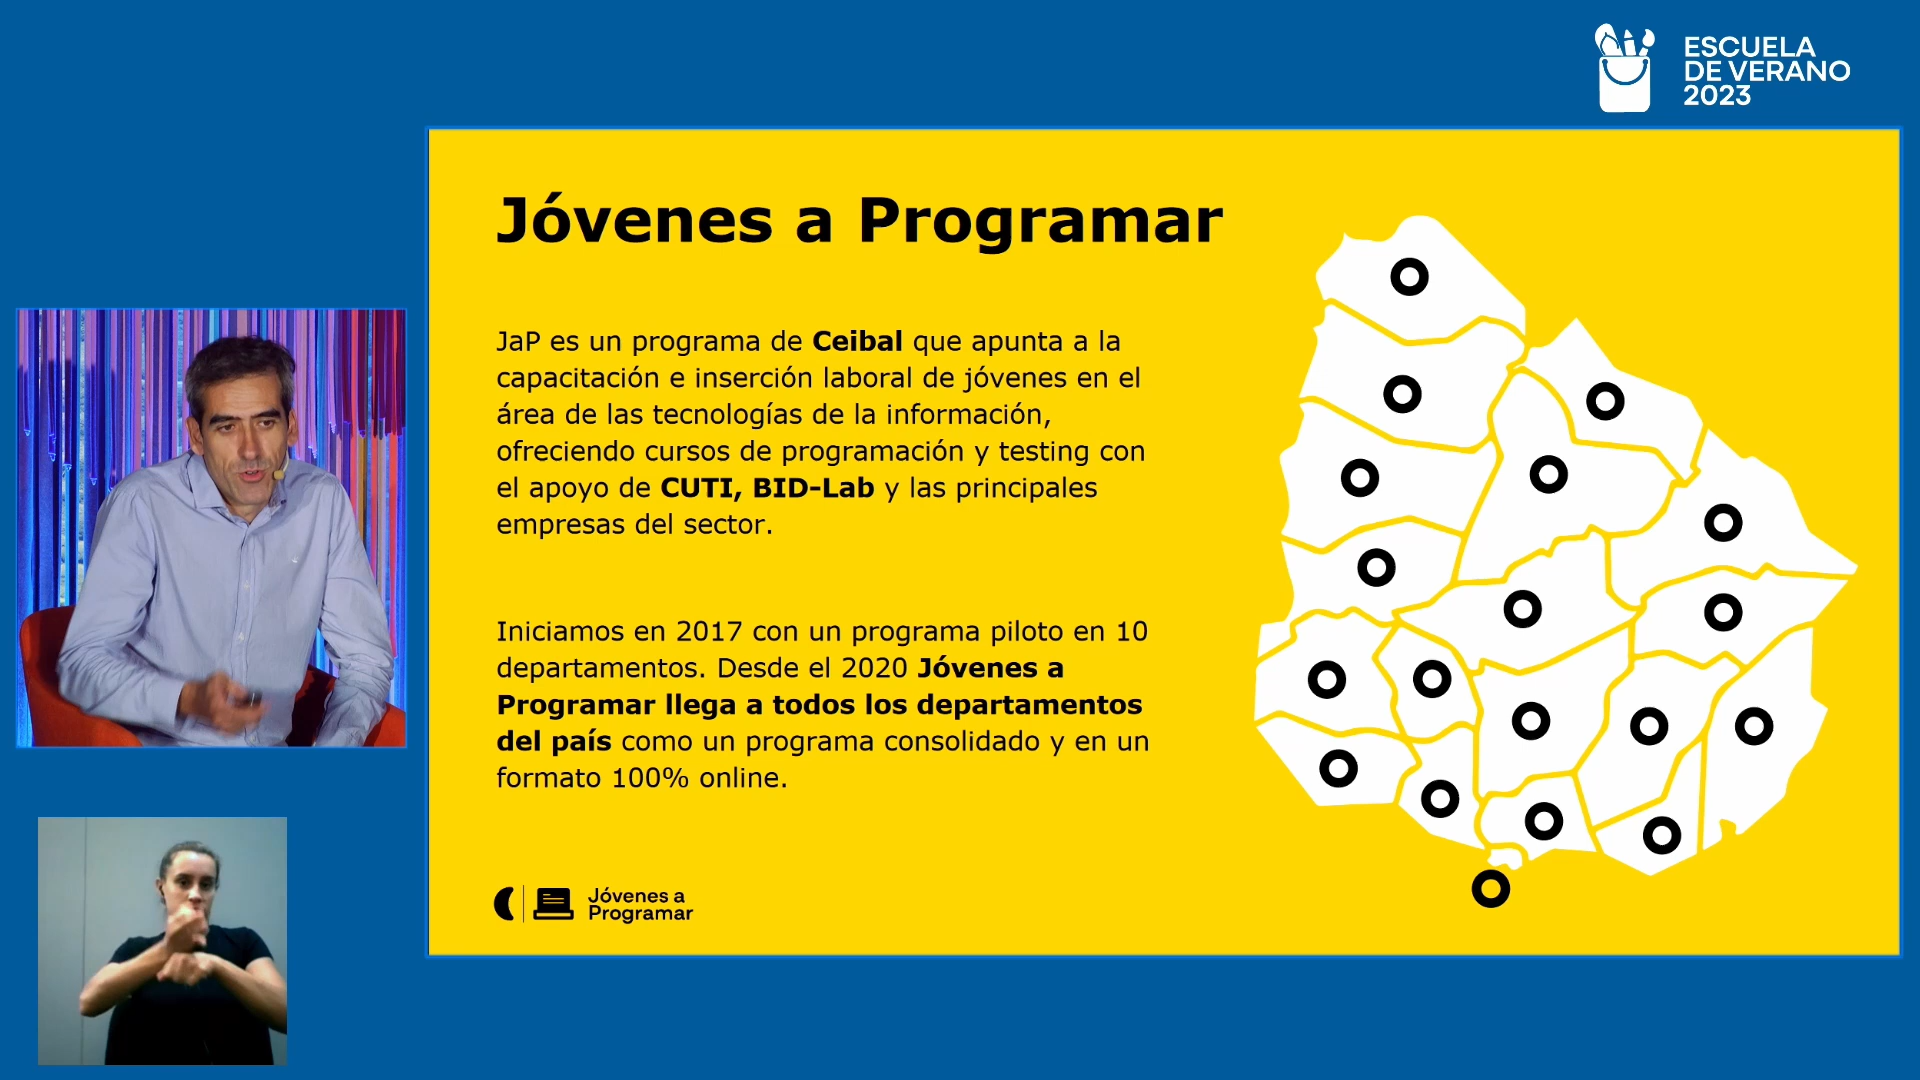 ESCUELA
DE VERANO
2023
Jóvenes a Programar
JaP es un programa de Ceibal que apunta a la
capacitación e inserción laboral de jóvenes en el
área de las tecnologías de la información,
ofreciendo cursos de programación y testing con
el apoyo de CUTI, BID-Lab y las principales
empresas del sector.
Iniciamos en 2017 con un programa piloto en 10
departamentos. Desde el 2020 Jóvenes a
Programar llega a todos los departamentos
del país como un programa consolidado y en un
formato 100% online.
Jóvenes a
Programar